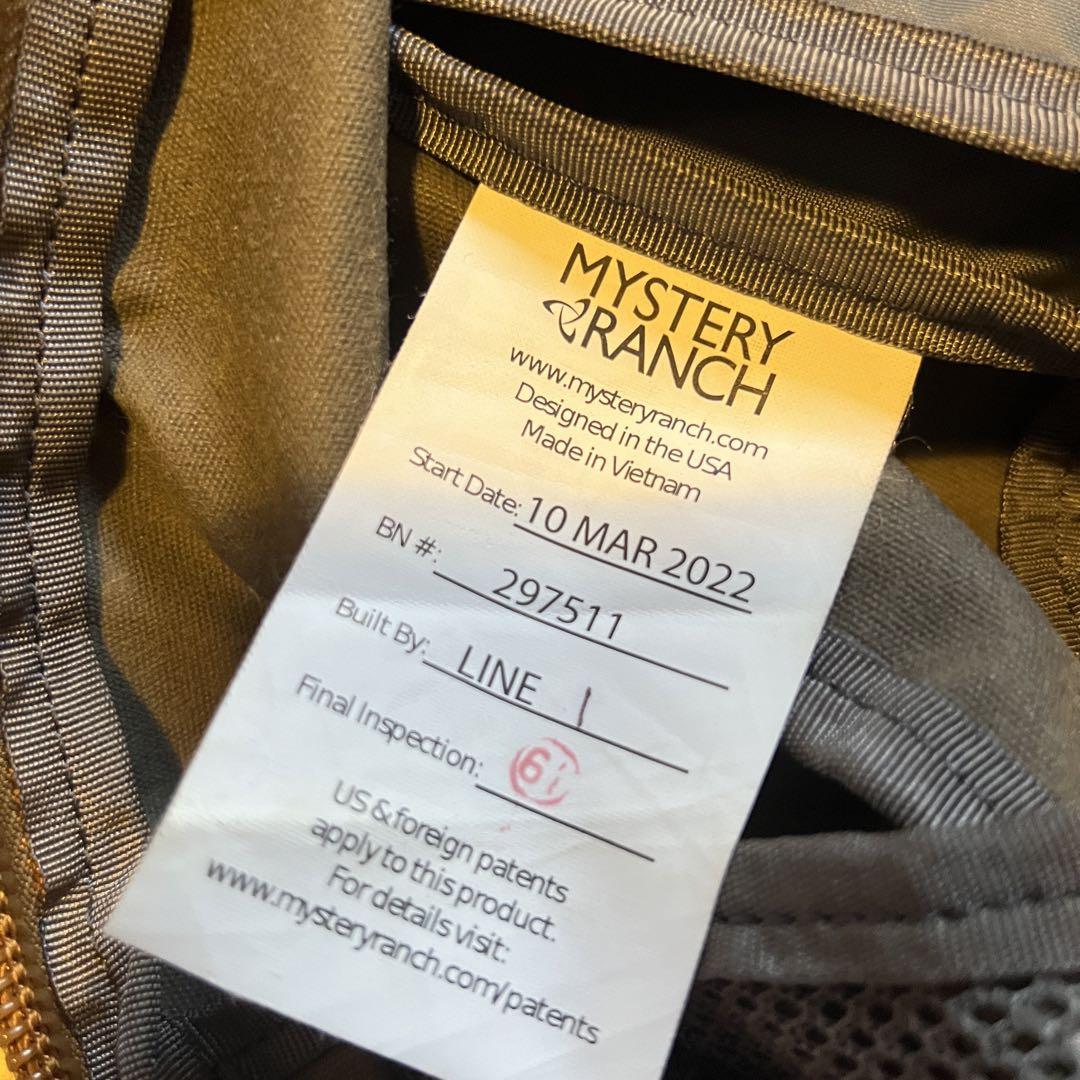 MYSTERY
RANCH
www.mysteryranch.com
Designed in the USA
Made in Vietnam
Start Date: 10 MAR 2022
BN #: 297511
Built By: LINE 1
Final Inspection:
US & foreign patents
apply to this product.
For details visit:
www.mysteryranch.com/patents